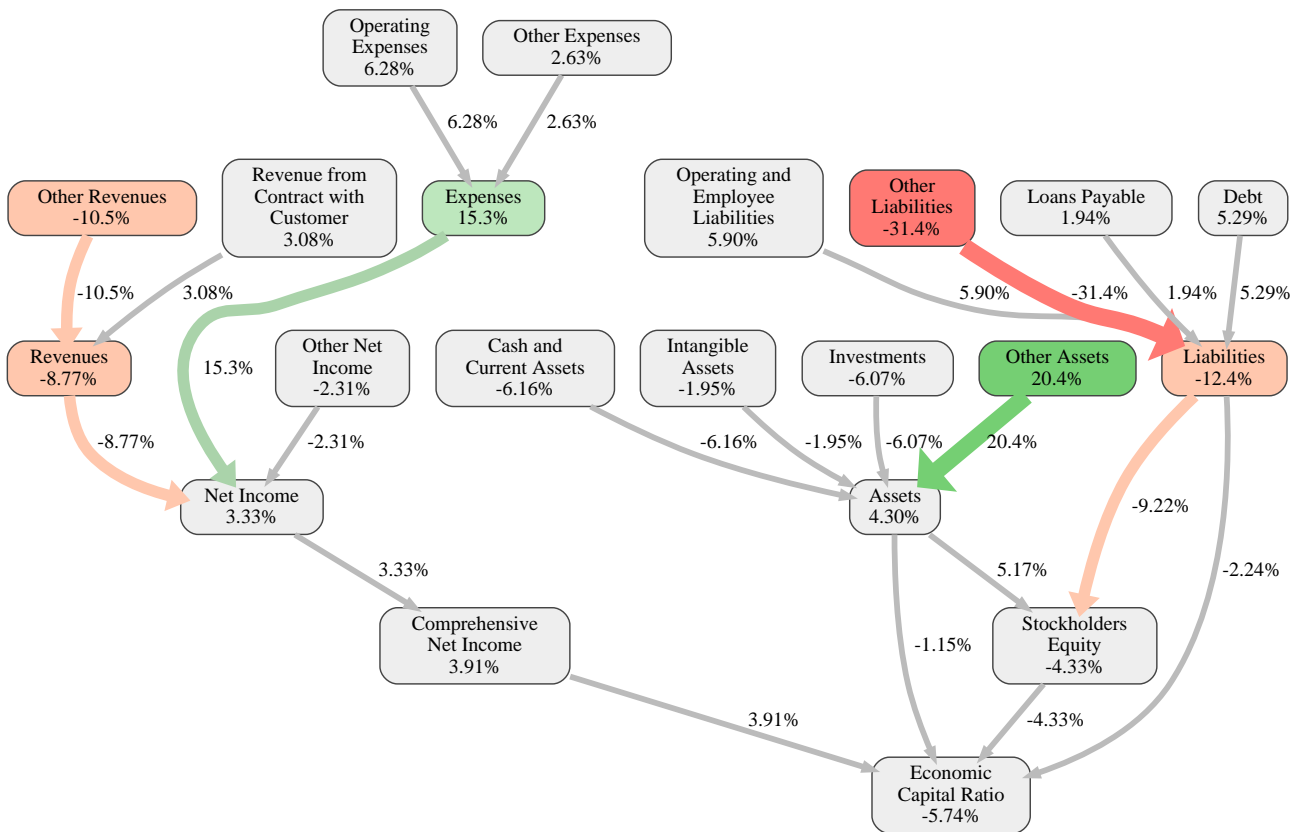 Operating
Expenses
6.28%
Other Expenses
2.63%
6.28%
2.63%
Other Revenues
-10.5%
Revenue from
Contract with
Customer
3.08%
Expenses
15.3%
Operating and
Employee
Liabilities
5.90%
Other
Liabilities
-31.4%
Loans Payable
1.94%
Debt
5.29%
-10.5%
3.08%
5.90%
-31.4%
1.94%
5.29%
Revenues
-8.77%
15.3%
Other Net
Income
-2.31%
Cash and
Current Assets
-6.16%
Intangible
Assets
-1.95%
Investments
-6.07%
Other Assets
20.4%
Liabilities
-12.4%
-8.77%
-2.31%
-6.16%
-1.95%
-6.07%
20.4%
Net Income
3.33%
Assets
4.30%
-9.22%
3.33%
5.17%
-2.24%
Comprehensive
Net Income
3.91%
-1.15%
Stockholders
Equity
-4.33%
3.91%
-4.33%
Economic
Capital Ratio
-5.74%